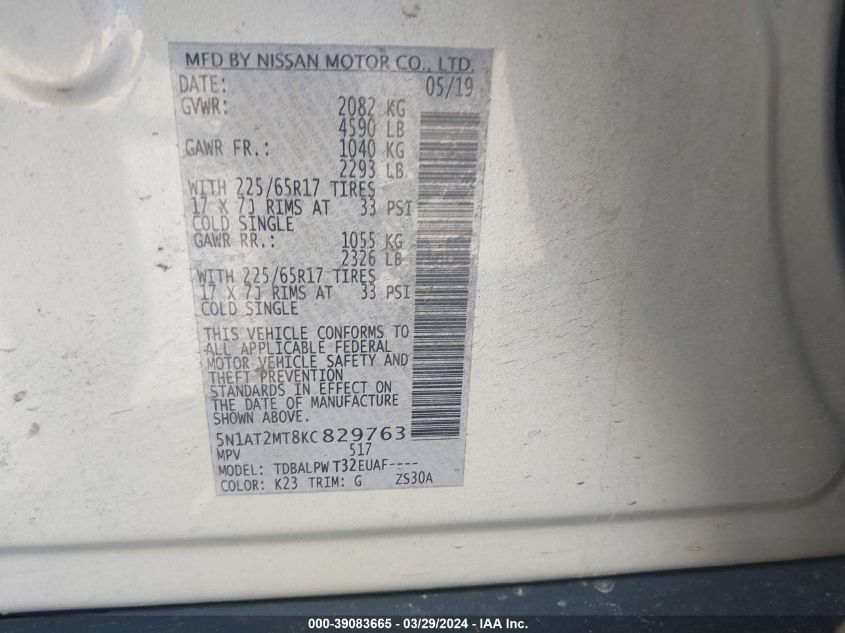 MFD BY NISSAN MOTOR CO., LTD.
DATE: 05/19
GVWR: 2082 KG
4590 LB
GAWR FR.: 1040 KG
2293 LB
WITH 225/65R17 TIRES
17 X 7J RIMS AT 33 PSI
COLD SINGLE
GAWR RR.: 1055 KG
2326 LB
WITH 225/65R17 TIRES
17 X 7J RIMS AT 33 PSI
COLD SINGLE
THIS VEHICLE CONFORMS TO
ALL APPLICABLE FEDERAL
MOTOR VEHICLE SAFETY AND
THEFT PREVENTION
STANDARDS IN EFFECT ON
THE DATE OF MANUFACTURE
SHOWN ABOVE.
5N1AT2MT8KC829763
MPV 517
MODEL: TDBALPW T32EUAF----
COLOR: K23 TRIM: G ZS30A
000-39083665 - 03/29/2024 - IAA Inc.